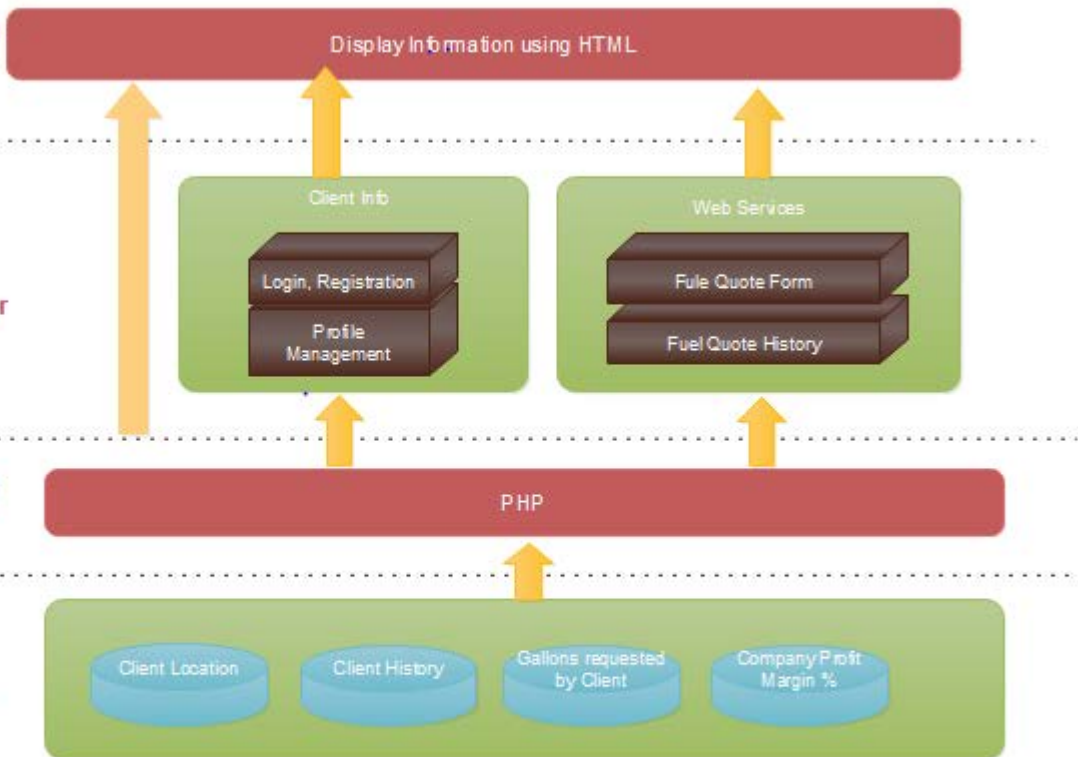 Display Information using HTML
Client Info
Login, Registration
Profile
Management
Web Services
Fule Quote Form
Fuel Quote History
r
PHP
Client Location
Client History
Gallons requested
by Client
Company Profit
Margin %